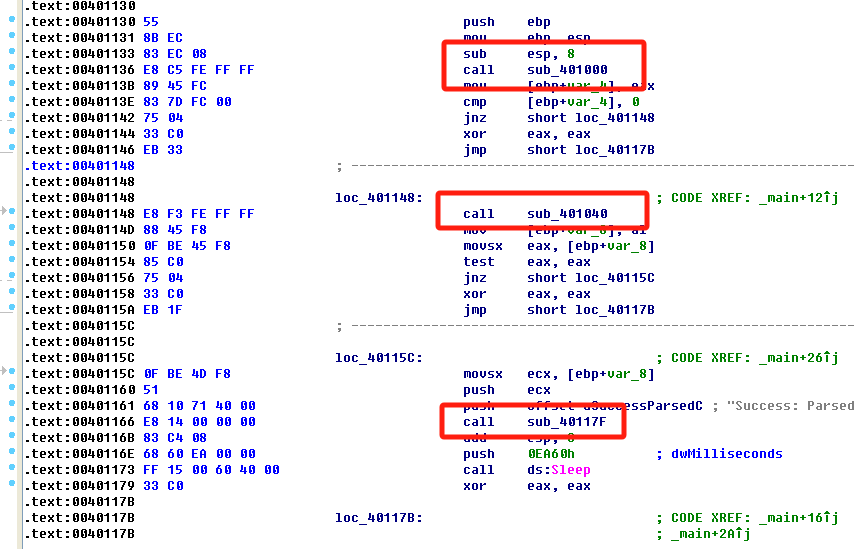 .text:00401130
.text:00401130 55 push ebp
.text:00401131 8B EC mov ebp, esp
.text:00401133 83 EC 08 sub esp, 8
.text:00401136 E8 C5 FE FF FF call sub_401000
.text:0040113B 89 45 FC mov [ebp+var_4], eax
.text:0040113E 83 7D FC 00 cmp [ebp+var_4], 0
.text:00401142 75 04 jnz short loc_401148
.text:00401144 33 C0 xor eax, eax
.text:00401146 EB 33 jmp short loc_40117B
.text:00401148 ; ---------------------------------------------------------------
.text:00401148
.text:00401148 loc_401148: ; CODE XREF: _main+12↑j
.text:00401148 E8 F3 FE FF FF call sub_401040
.text:0040114D 88 45 F8 mov [ebp+var_8], al
.text:00401150 0F BE 45 F8 movsx eax, [ebp+var_8]
.text:00401154 85 C0 test eax, eax
.text:00401156 75 04 jnz short loc_40115C
.text:00401158 33 C0 xor eax, eax
.text:0040115A EB 1F jmp short loc_40117B
.text:0040115C ; ---------------------------------------------------------------
.text:0040115C
.text:0040115C loc_40115C: ; CODE XREF: _main+26↑j
.text:0040115C 0F BE 4D F8 movsx ecx, [ebp+var_8]
.text:00401160 51 push ecx
.text:00401161 68 10 71 40 00 push offset aSuccessParsedC ; "Success: Parsed
.text:00401166 E8 14 00 00 00 call sub_40117F
.text:0040116B 83 C4 08 add esp, 8
.text:0040116E 68 60 EA 00 00 push 0EA60h ; dwMilliseconds
.text:00401173 FF 15 00 60 40 00 call ds:Sleep
.text:00401179 33 C0 xor eax, eax
.text:0040117B
.text:0040117B loc_40117B: ; CODE XREF: _main+16↑j
.text:0040117B ; _main+2A↑j